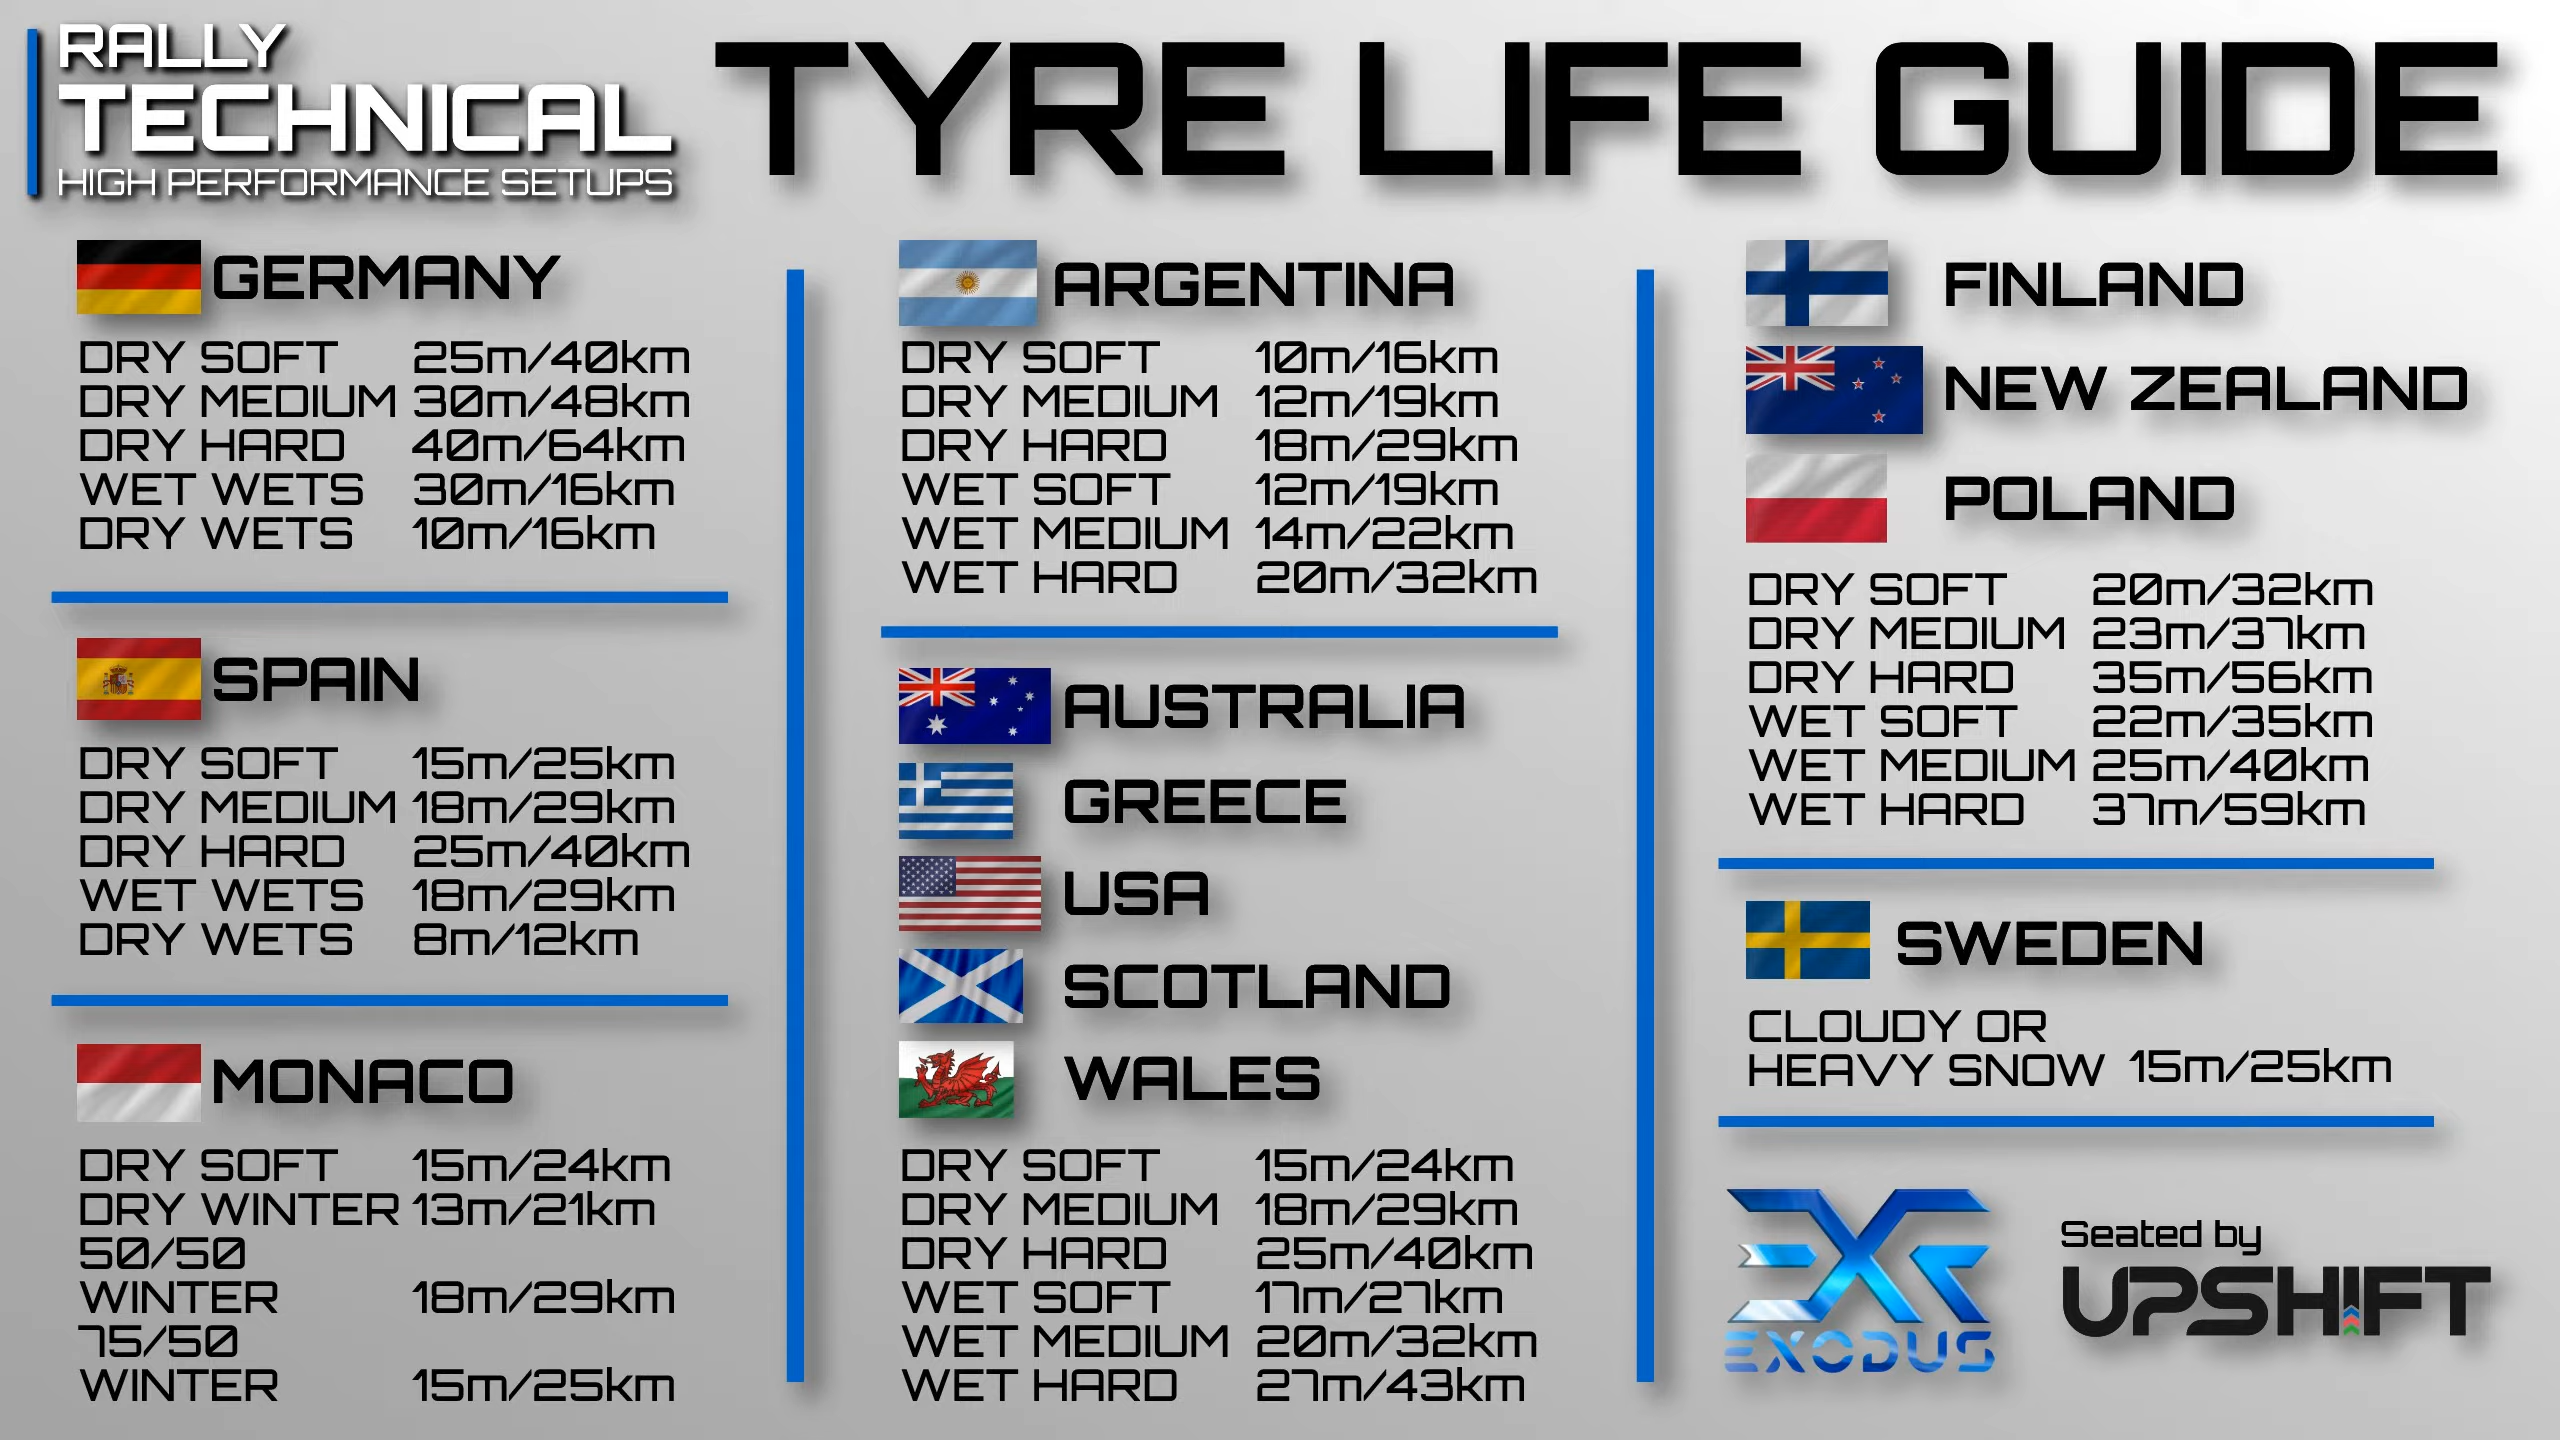 RALLY
TECHNICAL
HIGH PERFORMANCE SETUPS
TYRE LIFE GUIDE
GERMANY
DRY SOFT 25m/40km
DRY MEDIUM 30m/48km
DRY HARD 40m/64km
WET WETS 30m/16km
DRY WETS 10m/16km
SPAIN
DRY SOFT 15m/25km
DRY MEDIUM 18m/29km
DRY HARD 25m/40km
WET WETS 18m/29km
DRY WETS 8m/12km
MONACO
DRY SOFT 15m/24km
DRY WINTER 13m/21km
50/50
WINTER 18m/29km
75/50
WINTER 15m/25km
ARGENTINA
DRY SOFT 10m/16km
DRY MEDIUM 12m/19km
DRY HARD 18m/29km
WET SOFT 12m/19km
WET MEDIUM 14m/22km
WET HARD 20m/32km
AUSTRALIA
GREECE
USA
SCOTLAND
WALES
DRY SOFT 15m/24km
DRY MEDIUM 18m/29km
DRY HARD 25m/40km
WET SOFT 17m/27km
WET MEDIUM 20m/32km
WET HARD 27m/43km
FINLAND
NEW ZEALAND
POLAND
DRY SOFT 20m/32km
DRY MEDIUM 23m/37km
DRY HARD 35m/56km
WET SOFT 22m/35km
WET MEDIUM 25m/40km
WET HARD 37m/59km
SWEDEN
CLOUDY OR
HEAVY SNOW 15m/25km
EXR
EXODUS
Seated by
UPSHIFT